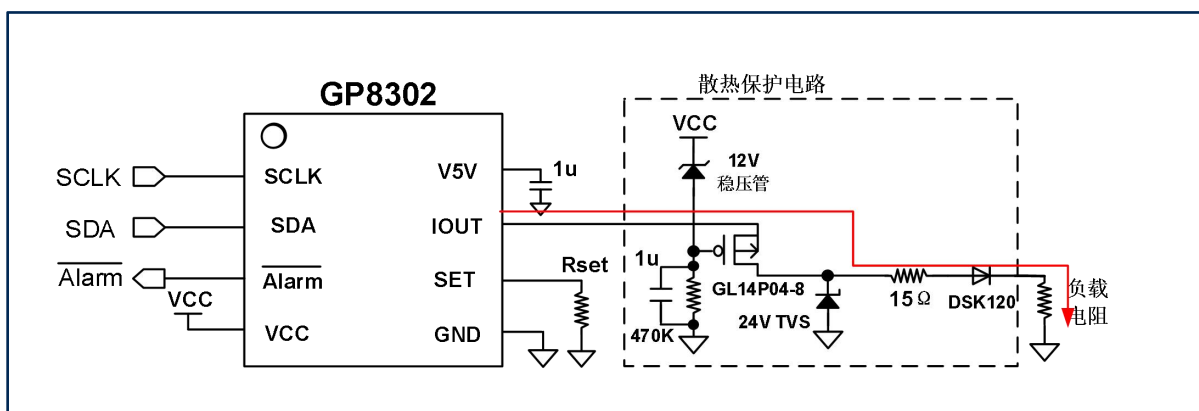 GP8302
散热保护电路
SCLK
SCLK
SDA
SDA
Alarm
Alarm
VCC
VCC
V5V
1u
IOUT
SET
Rset
GND
VCC
12V
稳压管
1u
470K
GL14P04-8
24V TVS
15Ω
DSK120
负载
电阻